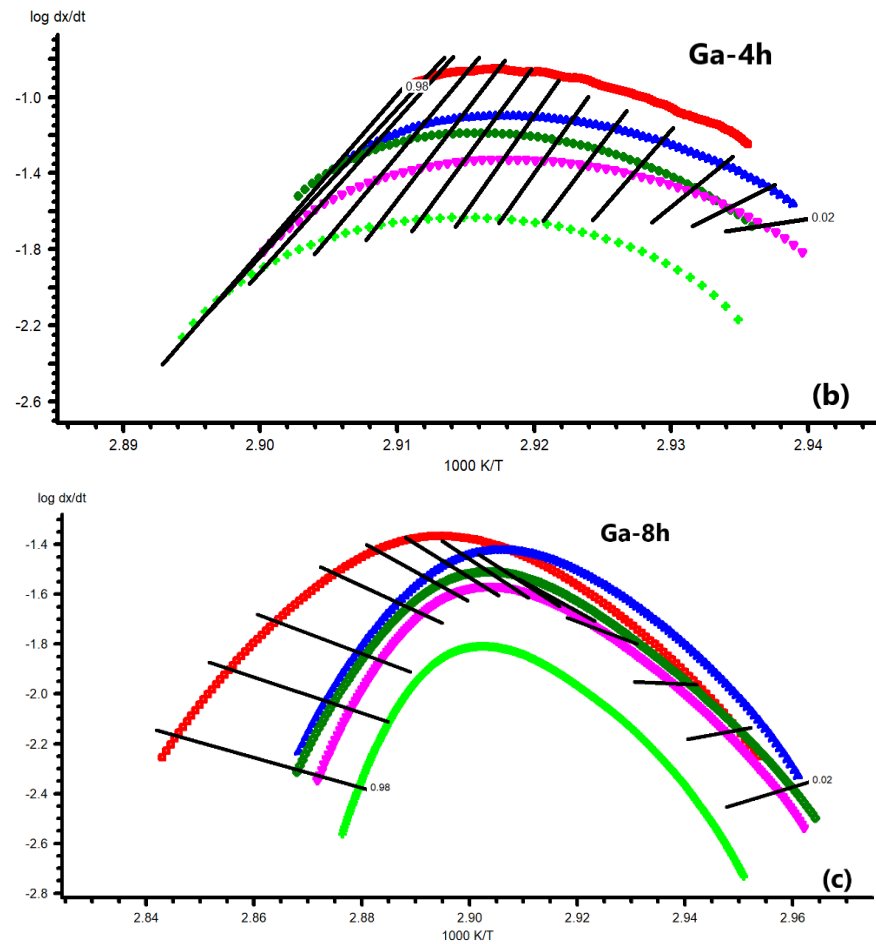 log dx/dt
Ga-4h
0.98
-1.0
-1.4
-1.8
0.02
-2.2
-2.6
(b)
2.89 2.90 2.91 2.92 2.93 2.94
1000 K/T
log dx/dt
Ga-8h
-1.4
-1.6
-1.8
-2.0
-2.2
0.98
0.02
-2.4
-2.6
-2.8
(c)
2.84 2.86 2.88 2.90 2.92 2.94 2.96
1000 K/T